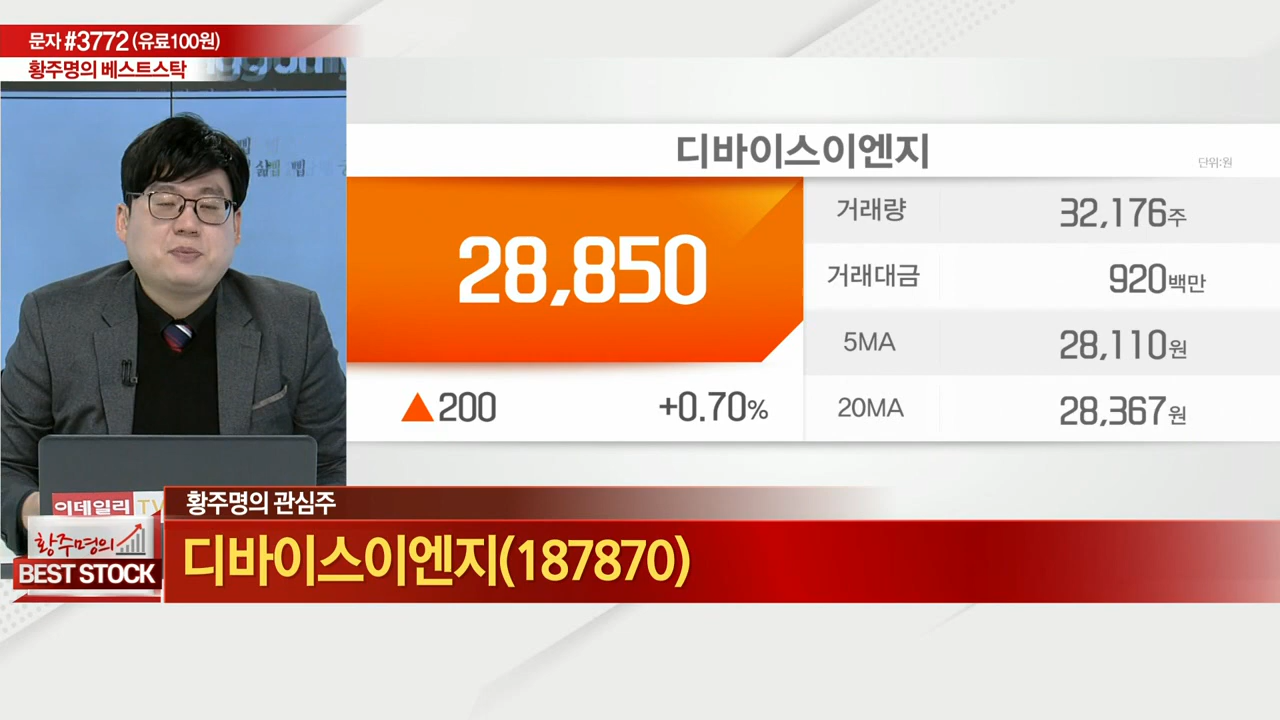 문자 #3772 (유료100원)
황주명의 베스트스탁
디바이스이엔지
단위:원
28,850
▲200 +0.70%
거래량 32,176주
거래대금 920백만
5MA 28,110원
20MA 28,367원
이데일리 TV
황주명의 관심주
황주명의
BEST STOCK
디바이스이엔지(187870)